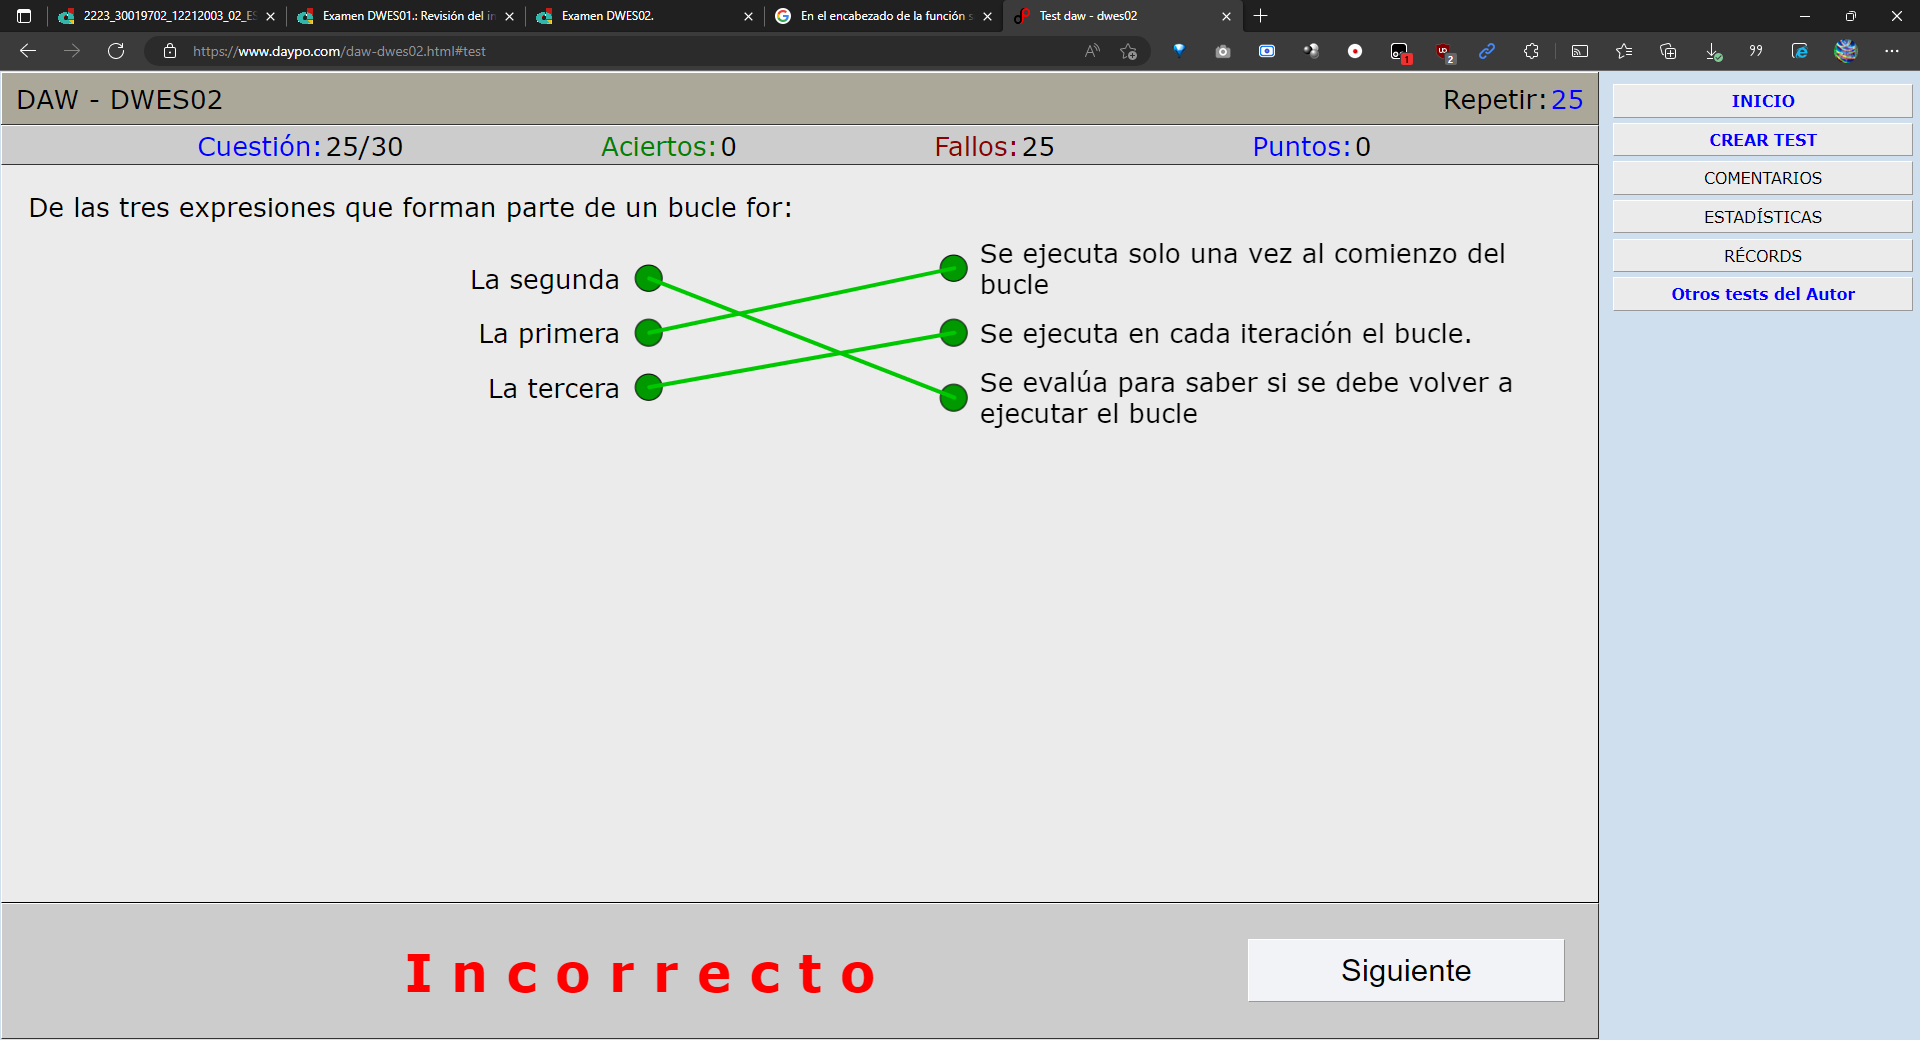 2223_30019702_12212003_02_ES
Examen DWES01.: Revisión del in
Examen DWES02.
En el encabezado de la función s
Test daw - dwes02
https://www.daypo.com/daw-dwes02.html#test
1
2
DAW - DWES02
Repetir:25
Cuestión:25/30
Aciertos:0
Fallos:25
Puntos:0
De las tres expresiones que forman parte de un bucle for:
La segunda
La primera
La tercera
Se ejecuta solo una vez al comienzo del
bucle
Se ejecuta en cada iteración el bucle.
Se evalúa para saber si se debe volver a
ejecutar el bucle
Incorrecto
Siguiente
INICIO
CREAR TEST
COMENTARIOS
ESTADÍSTICAS
RÉCORDS
Otros tests del Autor